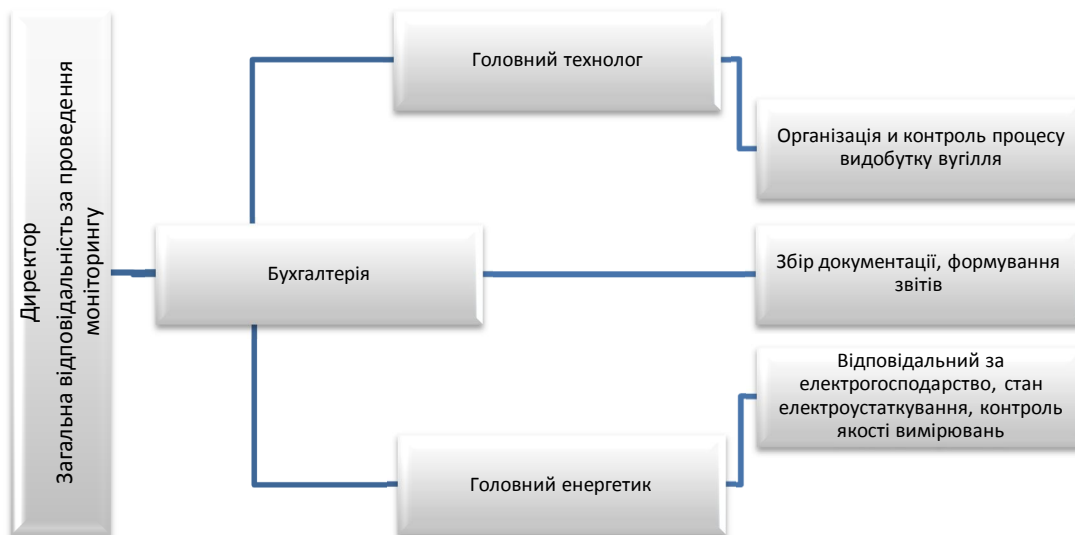 Директор
Загальна відповідальність за проведення
моніторингу
Головний технолог
Організація и контроль процесу
видобутку вугілля
Бухгалтерія
Збір документації, формування
звітів
Відповідальний за
електрогосподарство, стан
електроустаткування, контроль
якості вимірювань
Головний енергетик